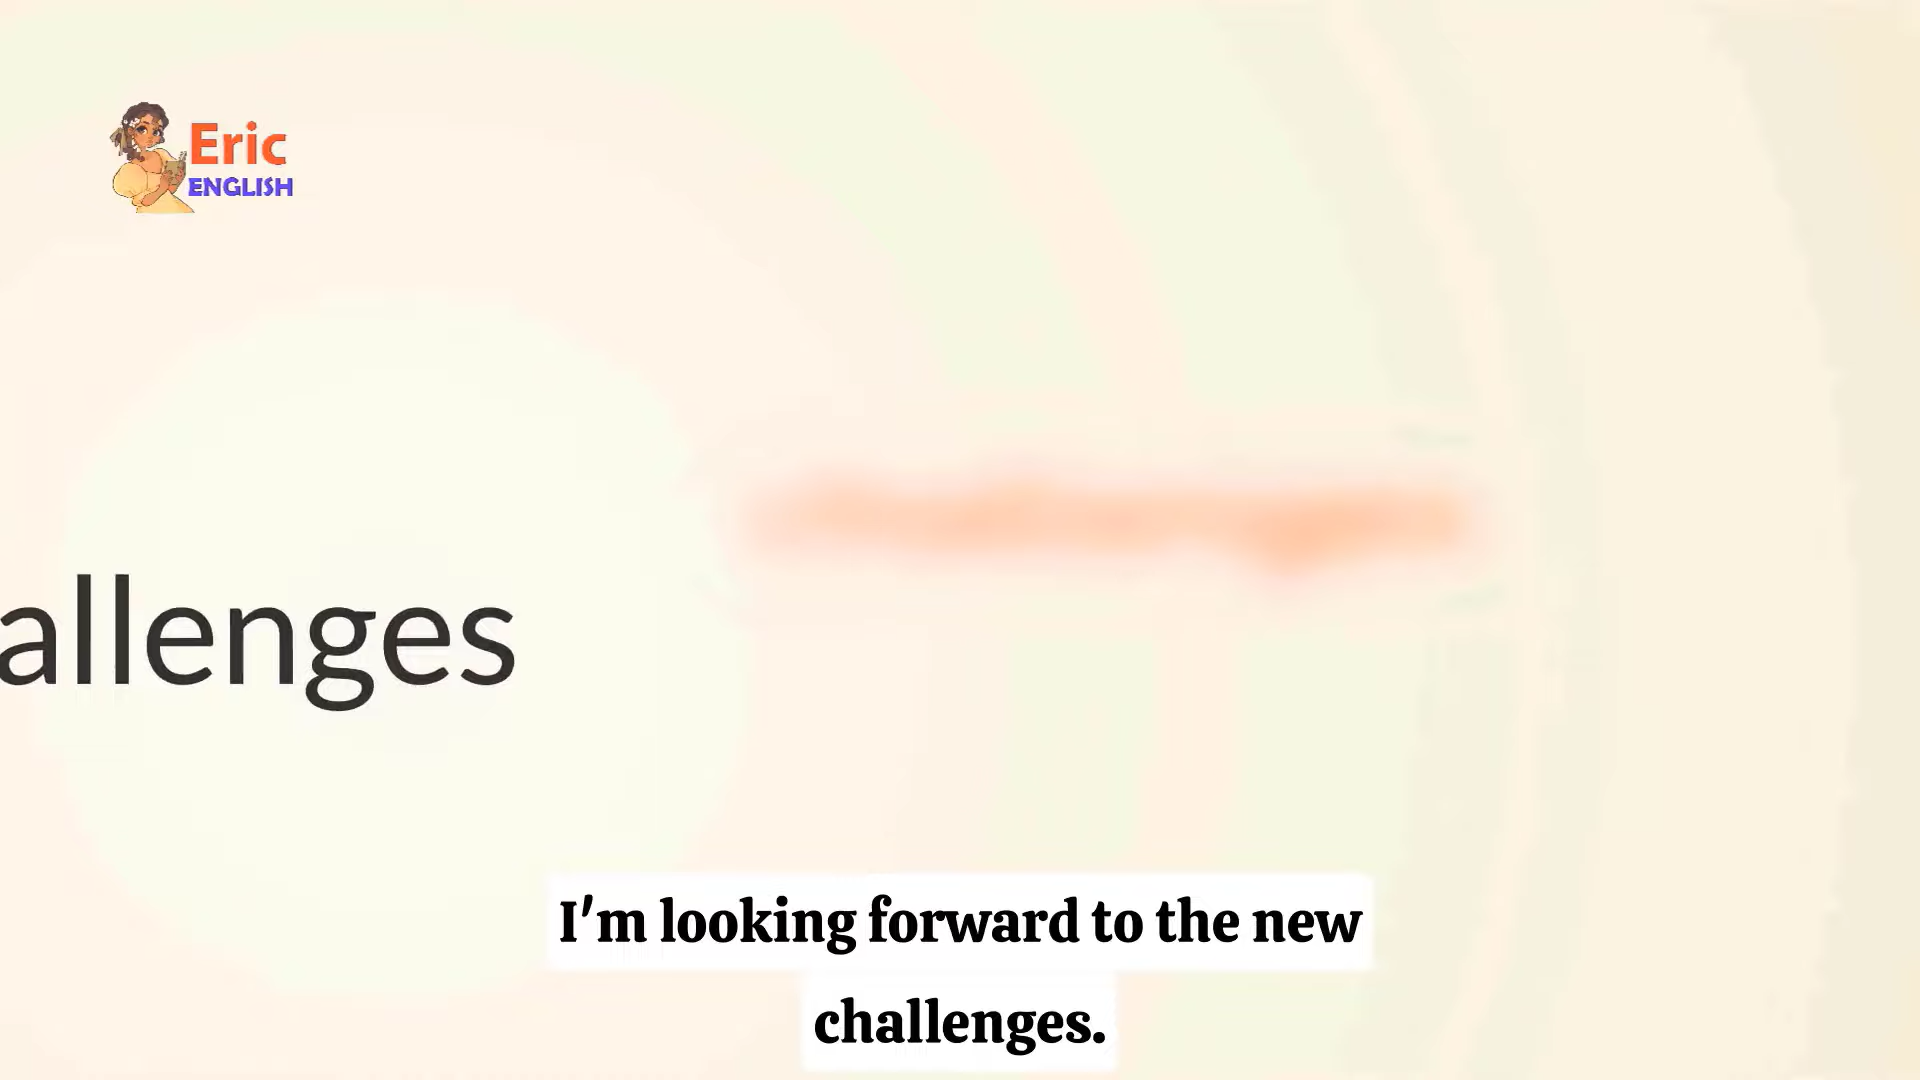 Eric
ENGLISH
allenges
I'm looking forward to the new
challenges.